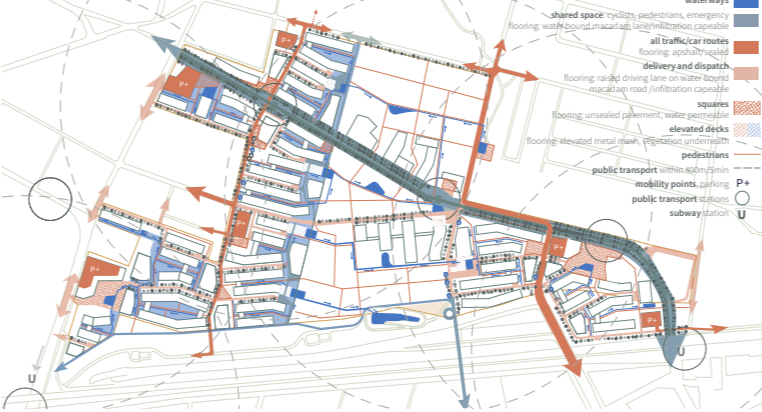 waterways
shared space: cyclists, pedestrians, emergency
flooring: water bound macadam lane/infiltration capeable
all traffic/car routes
flooring: apshalt/sealed
delivery and dispatch
flooring: raised driving lane on water bound
macadam road /infiltration capeable
squares
flooring: unsealed pavement, water permeable
elevated decks
flooring: elevated metal mesh, vegetation underneath
pedestrians
public transport within 400m/5min
mobility points, parking P+
public transport stations
subway station U
P+
P+
P+
P+
P+
P+
U
U